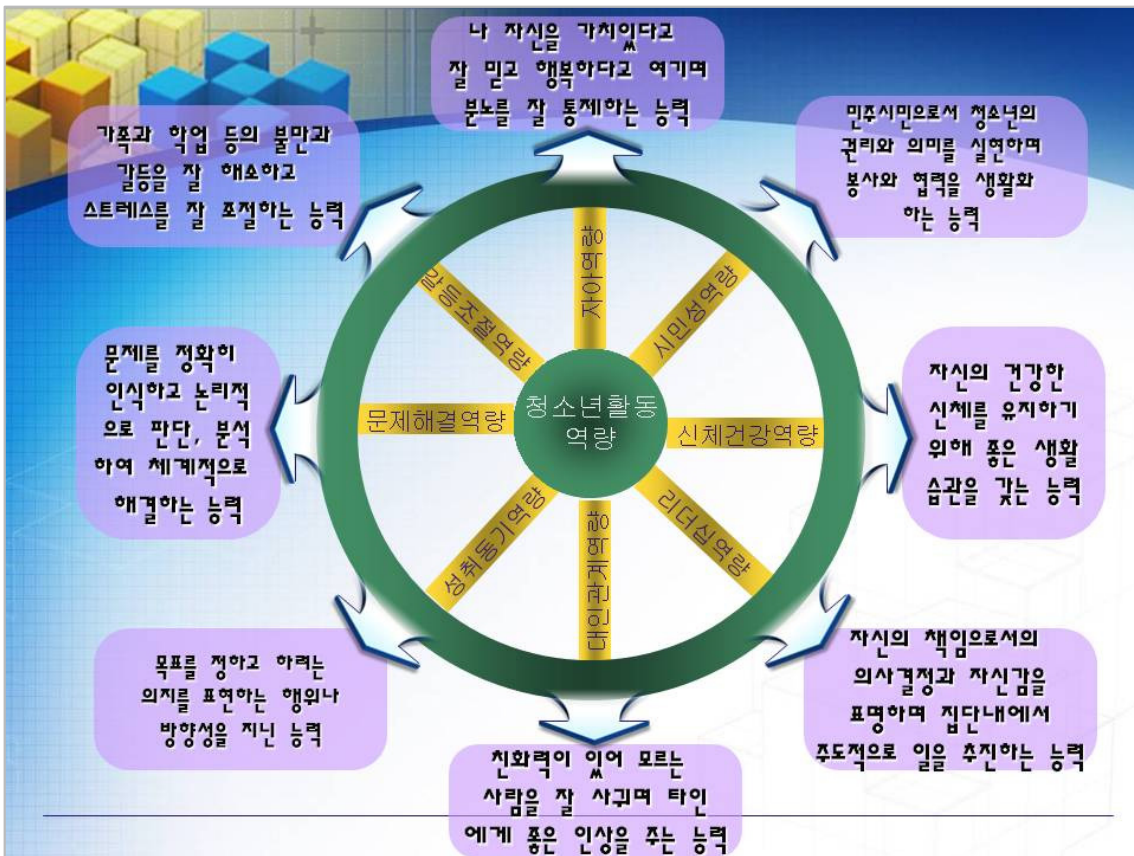 나 자신을 가치있다고
잘 믿고 행복하다고 여기며
분노를 잘 통제하는 능력
민주시민으로서 청소년의
권리와 의미를 실현하며
봉사와 협력을 생활화
하는 능력
가족과 학업 등의 불만과
갈등을 잘 해소하고
스트레스를 잘 조절하는 능력
자아역량
갈등조절역량
시민성역량
문제를 정확히
인식하고 논리적
으로 판단, 분석
하여 체계적으로
해결하는 능력
문제해결역량
청소년활동
역량
신체건강역량
자신의 건강한
신체를 유지하기
위해 좋은 생활
습관을 갖는 능력
성취동기역량
대인관계역량
리더십역량
목표를 정하고 하려는
의지를 표현하는 행위나
방향성을 지닌 능력
자신의 책임으로서의
의사결정과 자신감을
표명하며 집단내에서
주도적으로 일을 추진하는 능력
친화력이 있어 모르는
사람을 잘 사귀며 타인
에게 좋은 인상을 주는 능력